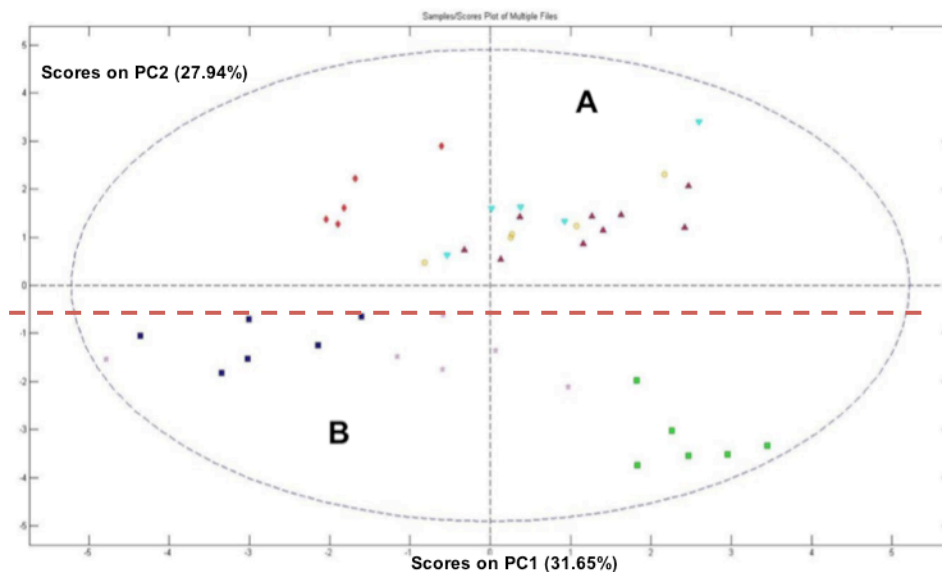 Samples/Scores Plot of Multiple Files
5
Scores on PC2 (27.94%)
4
A
3
2
1
0
-1
-2
B
-3
-4
-5
-5 -4 -3 -2 -1 0 1 2 3 4 5
Scores on PC1 (31.65%)